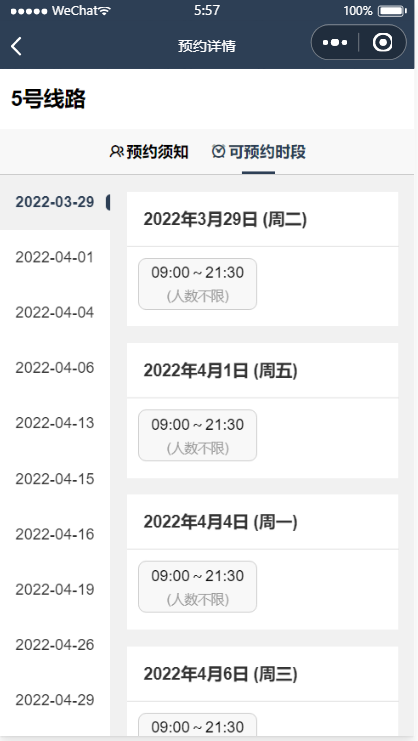 WeChat 5:57 100%
预约详情
5号线路
预约须知 可预约时段
2022-03-29
2022-04-01
2022-04-04
2022-04-06
2022-04-13
2022-04-15
2022-04-16
2022-04-19
2022-04-26
2022-04-29
2022年3月29日 (周二)
09:00～21:30
(人数不限)
2022年4月1日 (周五)
09:00～21:30
(人数不限)
2022年4月4日 (周一)
09:00～21:30
(人数不限)
2022年4月6日 (周三)
09:00～21:30